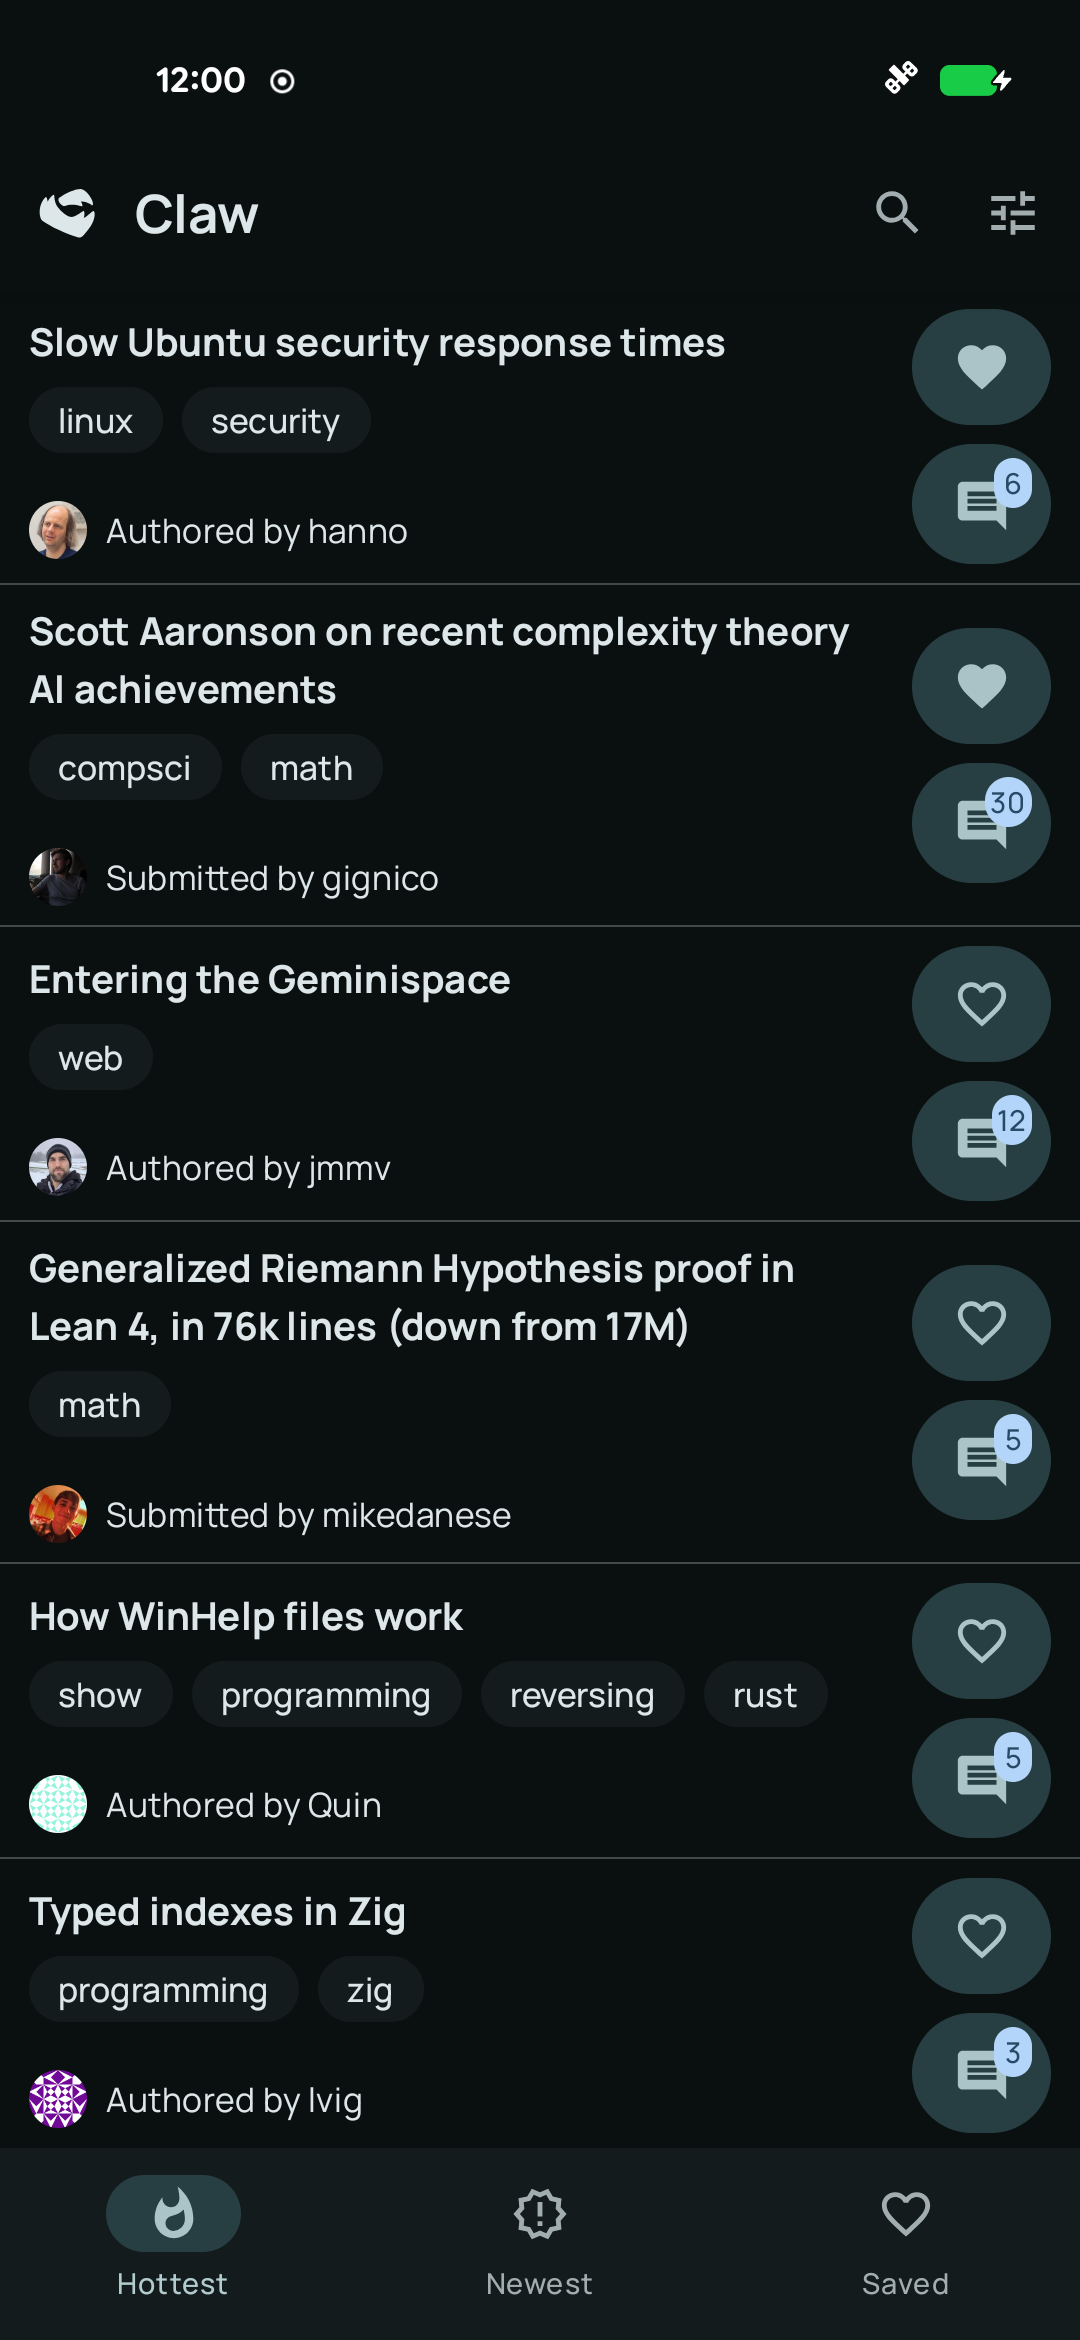 12:00
Claw
Slow Ubuntu security response times
linux security
6
Authored by hanno
Scott Aaronson on recent complexity theory
AI achievements
compsci math
30
Submitted by gignico
Entering the Geminispace
web
12
Authored by jmmv
Generalized Riemann Hypothesis proof in
Lean 4, in 76k lines (down from 17M)
math
5
Submitted by mikedanese
How WinHelp files work
show programming reversing rust
5
Authored by Quin
Typed indexes in Zig
programming zig
3
Authored by lvig
Hottest Newest Saved